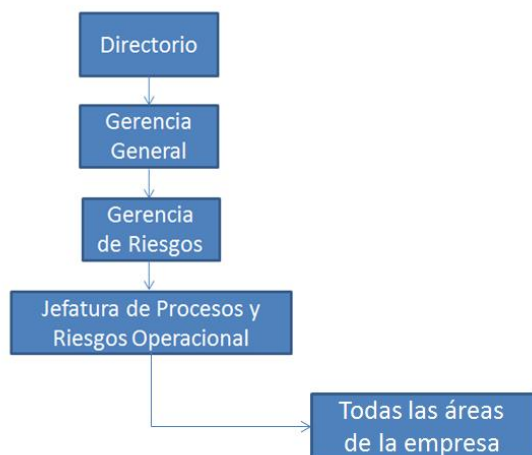 Directorio
Gerencia
General
Gerencia
de Riesgos
Jefatura de Procesos y
Riesgos Operacional
Todas las áreas
de la empresa